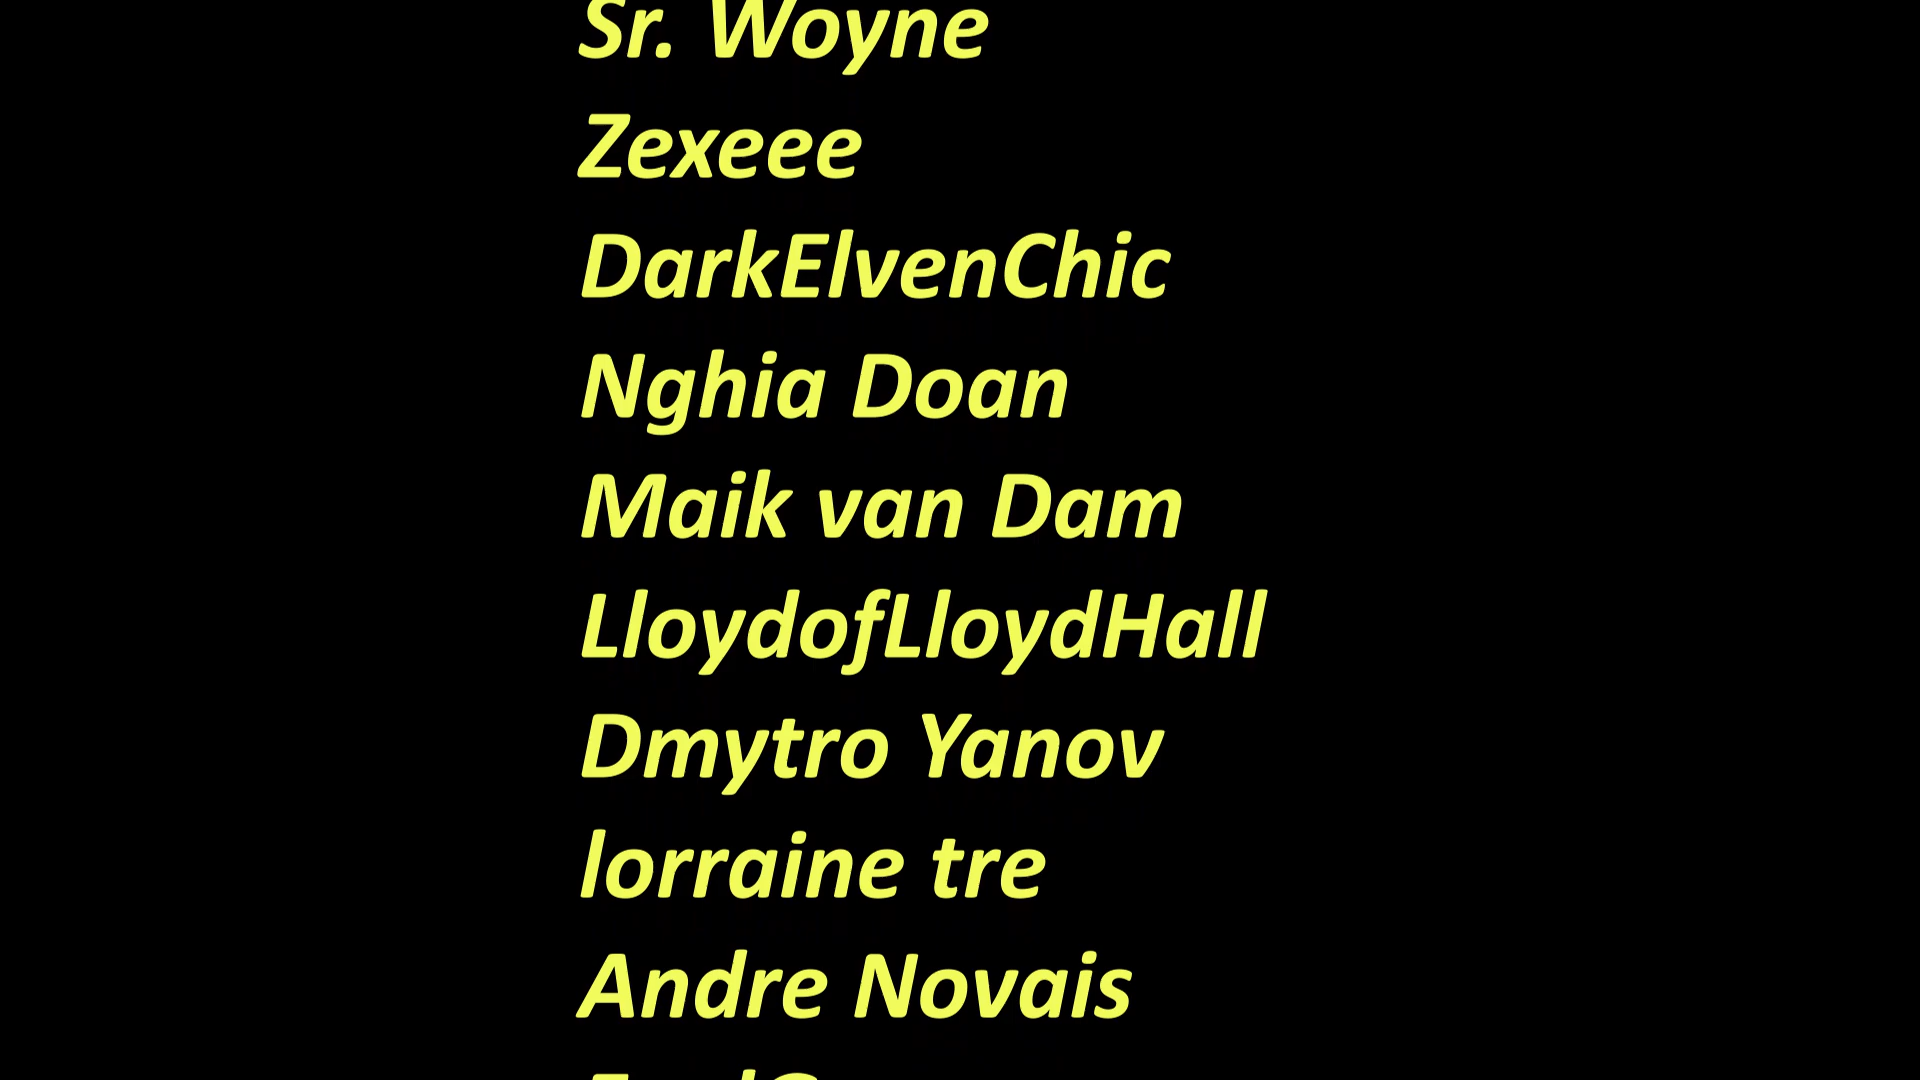 Sr. Woyne
Zexeee
DarkElvenChic
Nghia Doan
Maik van Dam
LloydofLloydHall
Dmytro Yanov
lorraine tre
Andre Novais